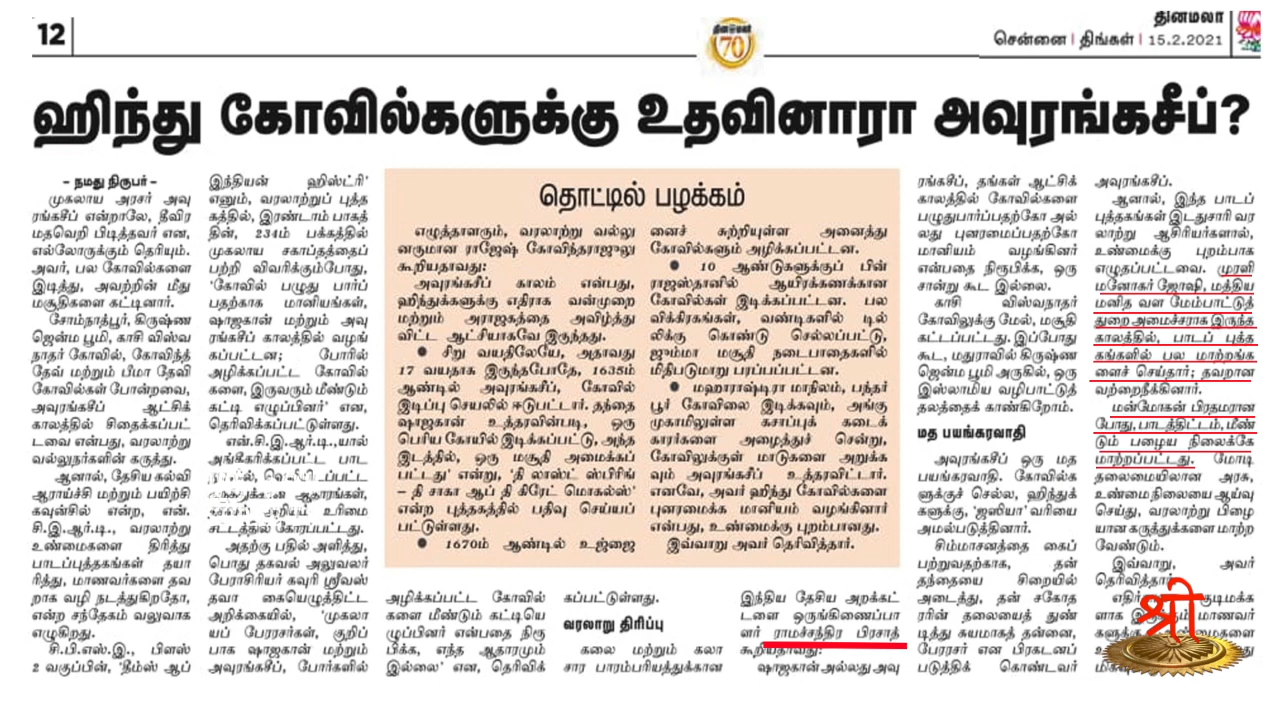 12
தினமலர் 70
தினமலர்
சென்னை | திங்கள் | 15.2.2021
ஹிந்து கோவில்களுக்கு உதவினாரா அவுரங்கசீப்?
– நமது நிருபர் –
முகலாய அரசர் அவு
ரங்கசீப் என்றாலே, தீவிர
மதவெறி பிடித்தவர் என,
எல்லோருக்கும் தெரியும்.
அவர், பல கோவில்களை
இடித்து, அவற்றின் மீது
மசூதிகளை கட்டினார்.
சோம்நாத்பூர், கிருஷ்ண
ஜென்ம பூமி, காசி விஸ்வ
நாதர் கோவில், கோவிந்த்
தேவ் மற்றும் பீமா தேவி
கோவில்கள் போன்றவை,
அவுரங்கசீப் ஆட்சிக்
காலத்தில் சிதைக்கப்பட்
டவை என்பது, வரலாற்று
வல்லுநர்களின் கருத்து.
ஆனால், தேசிய கல்வி
ஆராய்ச்சி மற்றும் பயிற்சி
கவுன்சில் என்ற, என்.
சி.இ.ஆர்.டி., வரலாற்று
உண்மைகளை திரித்து
பாடப்புத்தகங்கள் தயா
ரித்து, மாணவர்களை தவ
றாக வழி நடத்துகிறதோ,
என்ற சந்தேகம் வலுவாக
எழுகிறது.
சி.பி.எஸ்.இ., பிளஸ்
2 வகுப்பின், ‘தீம்ஸ் ஆப்
இந்தியன் ஹிஸ்ட்ரி’
எனும், வரலாற்றுப் புத்த
கத்தில், இரண்டாம் பாகத்
தின், 234ம் பக்கத்தில்
முகலாய சகாப்தத்தைப்
பற்றி விவரிக்கும்போது,
‘கோவில் பழுது பார்ப்
பதற்காக மானியங்கள்,
ஷாஜகான் மற்றும் அவு
ரங்கசீப் காலத்தில் வழங்
கப்பட்டன; போரில்
அழிக்கப்பட்ட கோவில்
களை, இருவரும் மீண்டும்
கட்டி எழுப்பினர்’ என,
தெரிவிக்கப்பட்டுள்ளது.
என்.சி.இ.ஆர்.டி.,யால்
அங்கீகரிக்கப்பட்ட பாட
ஆதாரங்கள்,
உரிமை
சட்டத்தில் கோரப்பட்டது.
அதற்கு பதில் அளித்து,
பொது தகவல் அலுவலர்
பேராசிரியர் கவுரி ஸ்ரீவஸ்
தவா கையெழுத்திட்ட
அறிக்கையில், ‘முகலா
யப் பேரரசர்கள், குறிப்
பாக ஷாஜகான் மற்றும்
அவுரங்கசீப், போர்களில்
தொட்டில் பழக்கம்
எழுத்தாளரும், வரலாற்று வல்லு
னருமான ராஜேஷ் கோவிந்தராஜுலு
கூறியதாவது:
அவுரங்கசீப் காலம் என்பது,
ஹிந்துக்களுக்கு எதிராக வன்முறை
மற்றும் அராஜகத்தை அவிழ்த்து
விட்ட ஆட்சியாகவே இருந்தது.
● சிறு வயதிலேயே, அதாவது
17 வயதாக இருந்தபோதே, 1635ம்
ஆண்டில் அவுரங்கசீப், கோவில்
இடிப்பு செயலில் ஈடுபட்டார். தந்தை
ஷாஜகான் உத்தரவின்படி, ஒரு
பெரிய கோயில் இடிக்கப்பட்டு, அந்த
இடத்தில், ஒரு மசூதி அமைக்கப்
பட்டது’ என்று, ‘தி லாஸ்ட் ஸ்பிரிங்
– தி சாகா ஆப் தி கிரேட் மொகல்ஸ்’
என்ற புத்தகத்தில் பதிவு செய்யப்
பட்டுள்ளது.
● 1670ம் ஆண்டில் உஜ்ஜை
னைச் சுற்றியுள்ள அனைத்து
கோவில்களும் அழிக்கப்பட்டன.
● 10 ஆண்டுகளுக்குப் பின்
ராஜஸ்தானில் ஆயிரக்கணக்கான
கோவில்கள் இடிக்கப்பட்டன. பல
விக்கிரகங்கள், வண்டிகளில் டில்
லிக்கு கொண்டு செல்லப்பட்டு,
ஜும்மா மசூதி நடைபாதைகளில்
மிதிபடுமாறு பரப்பப்பட்டன.
● மஹாராஷ்டிரா மாநிலம், பந்தர்
பூர் கோவிலை இடிக்கவும், அங்கு
முகாமிலுள்ள கசாப்புக் கடைக்
காரர்களை அழைத்துச் சென்று,
கோவிலுக்குள் மாடுகளை அறுக்க
வும் அவுரங்கசீப் உத்தரவிட்டார்.
எனவே, அவர் ஹிந்து கோவில்களை
புனரமைக்க மானியம் வழங்கினார்
என்பது, உண்மைக்கு புறம்பானது.
இவ்வாறு அவர் தெரிவித்தார்.
அழிக்கப்பட்ட கோவில்
களை மீண்டும் கட்டியெ
ழுப்பினர் என்பதை நிரூ
பிக்க, எந்த ஆதாரமும்
இல்லை’ என, தெரிவிக்
கப்பட்டுள்ளது.
வரலாறு திரிப்பு
கலை மற்றும் கலா
சார பாரம்பரியத்துக்கான
இந்திய தேசிய அறக்கட்
டளை ஒருங்கிணைப்பா
ளர் ராமச்சந்திர பிரசாத்
கூறியதாவது:
ஷாஜகான் அல்லது அவு
ரங்கசீப், தங்கள் ஆட்சிக்
காலத்தில் கோவில்களை
பழுதுபார்ப்பதற்கோ அல்
லது புனரமைப்பதற்கோ
மானியம் வழங்கினர்
என்பதை நிரூபிக்க, ஒரு
சான்று கூட இல்லை.
காசி விஸ்வநாதர்
கோவிலுக்கு மேல், மசூதி
கட்டப்பட்டது. இப்போது
கூட, மதுராவில் கிருஷ்ண
ஜென்ம பூமி அருகில், ஒரு
இஸ்லாமிய வழிபாட்டுத்
தலத்தைக் காண்கிறோம்.
மத பயங்கரவாதி
அவுரங்கசீப் ஒரு மத
பயங்கரவாதி. கோவில்க
ளுக்குச் செல்ல, ஹிந்துக்
களுக்கு, ‘ஜஸியா’ வரியை
அமல்படுத்தினார்.
சிம்மாசனத்தை கைப்
பற்றுவதற்காக, தன்
தந்தையை சிறையில்
அடைத்து, தன் சகோத
ரரின் தலையைத் துண்
டித்து சுயமாகத் தன்னை,
பேரரசர் என பிரகடனப்
படுத்திக் கொண்டவர்
அவுரங்கசீப்.
ஆனால், இந்த பாடப்
புத்தகங்கள் இடதுசாரி வர
லாற்று ஆசிரியர்களால்,
உண்மைக்கு புறம்பாக
எழுதப்பட்டவை. முரளி
மனோகர் ஜோஷி, மத்திய
மனித வள மேம்பாட்டுத்
துறை அமைச்சராக இருந்த
காலத்தில், பாடப் புத்த
கங்களில் பல மாற்றங்க
ளைச் செய்தார்; தவறான
வற்றைநீக்கினார்.
மன்மோகன் பிரதமரான
போது, பாடத்திட்டம், மீண்
டும் பழைய நிலைக்கே
மாற்றப்பட்டது. மோடி
தலைமையிலான அரசு,
உண்மை நிலையை ஆய்வு
செய்து, வரலாற்று பிழை
யான கருத்துக்களை மாற்ற
வேண்டும்.
இவ்வாறு, அவர்
தெரிவித்தார்.
ஸ்ரீ